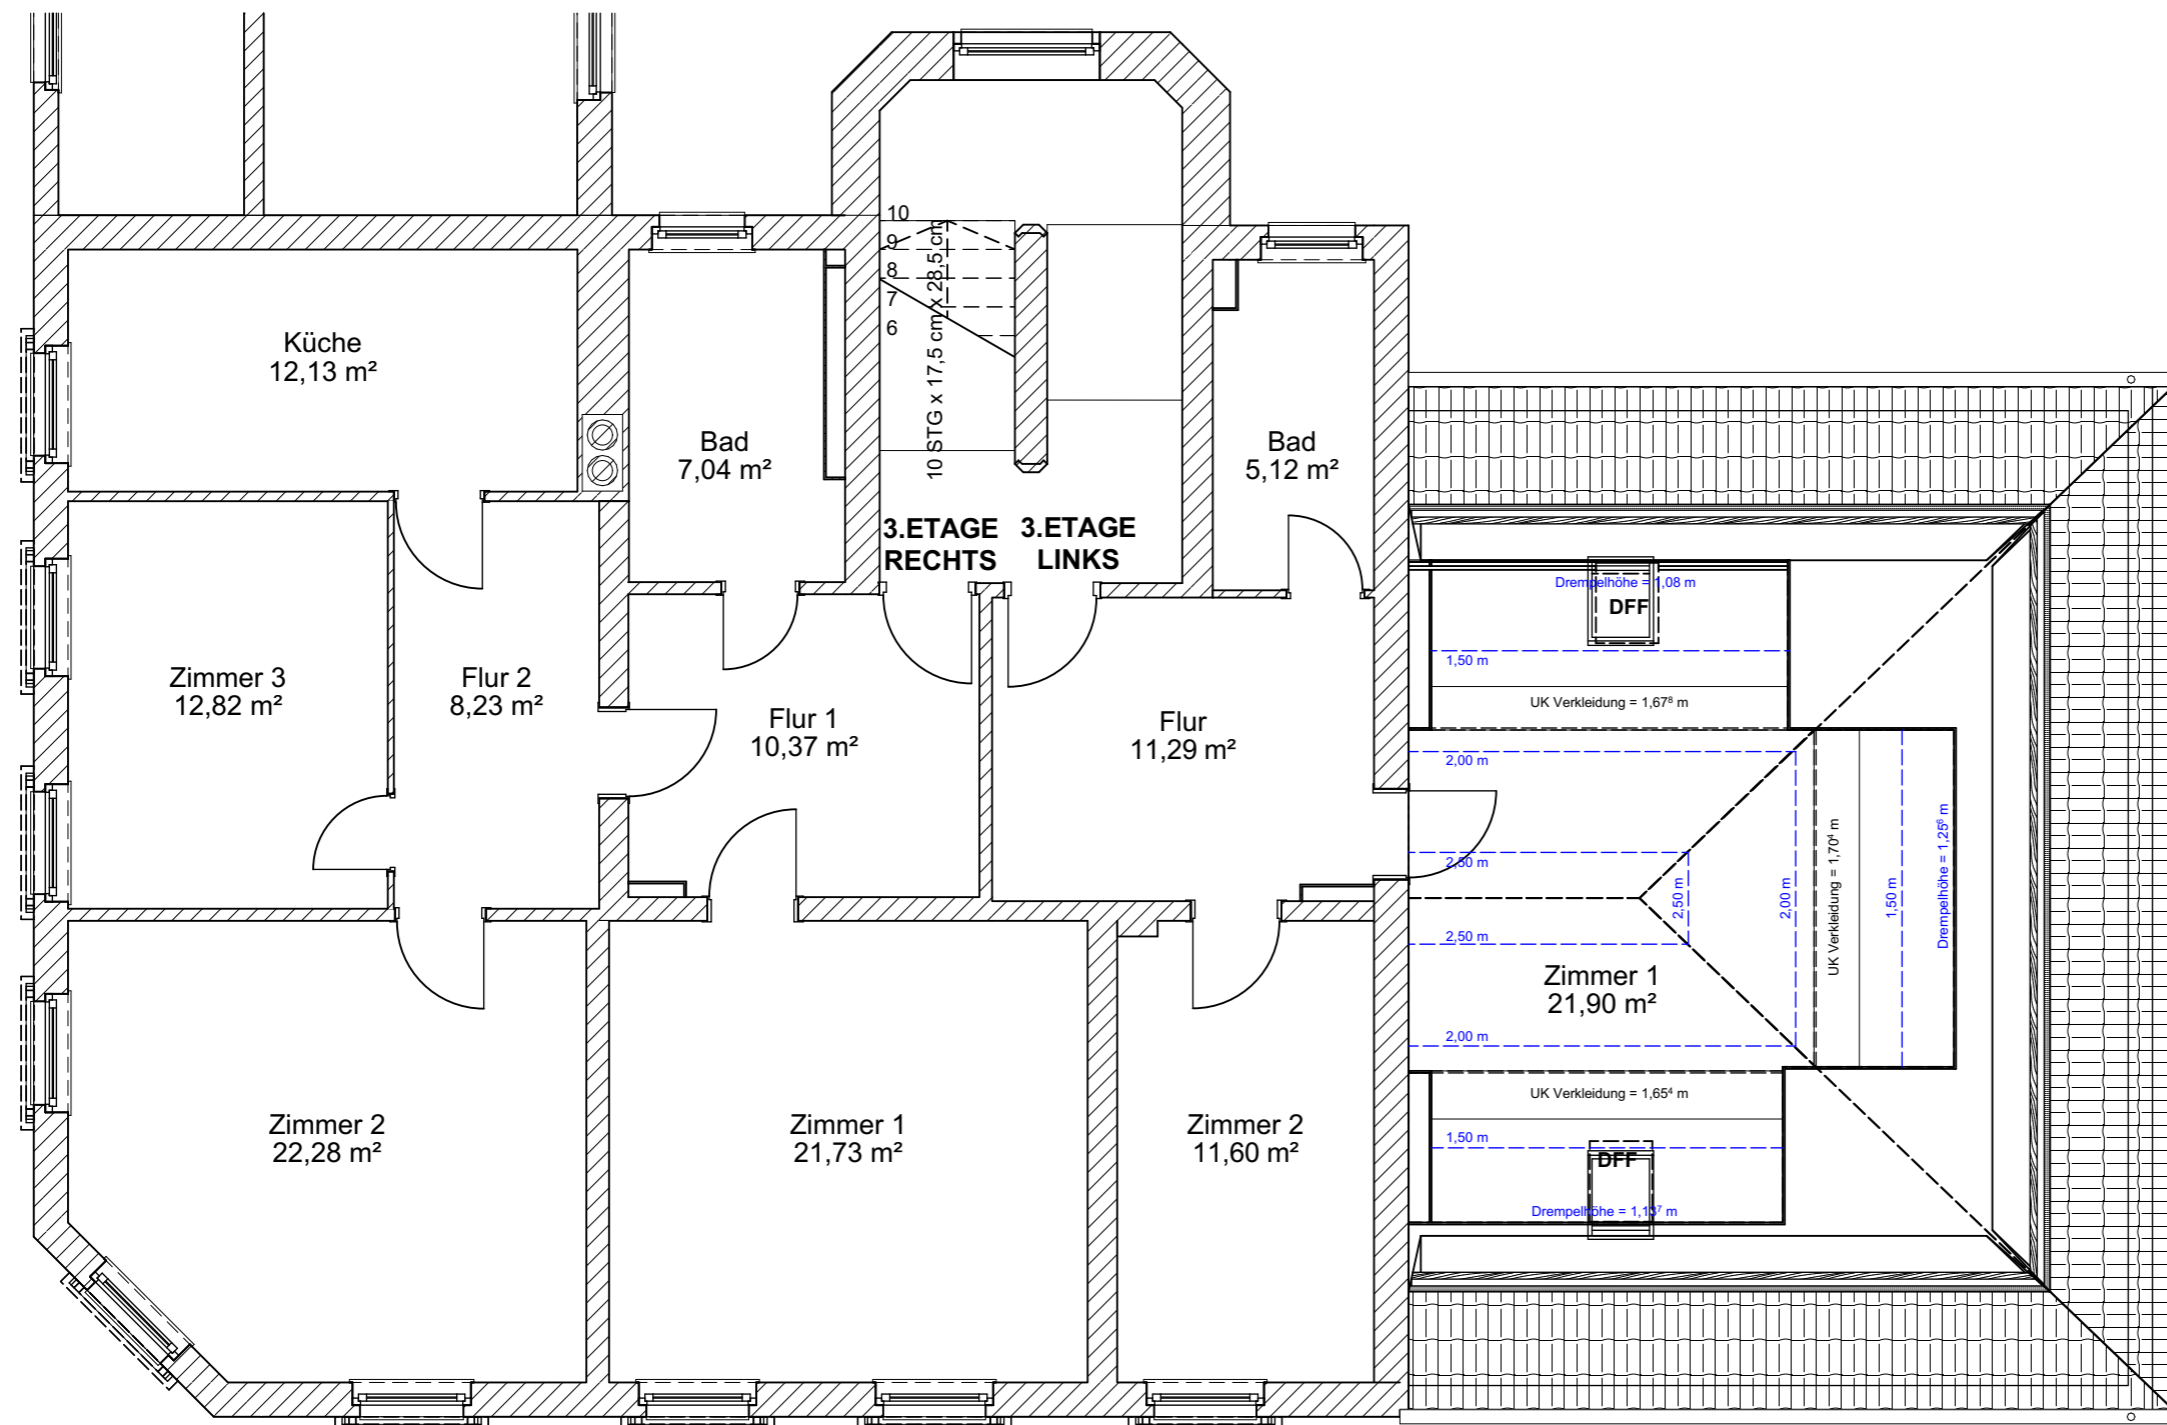 10
9
8
7
6
10 STG x 17,5 cm x 28,5 cm
Küche
12,13 m²
Bad
7,04 m²
Bad
5,12 m²
3.ETAGE
RECHTS
3.ETAGE
LINKS
Drempelhöhe = 1,08 m
DFF
1,50 m
UK Verkleidung = 1,67⁸ m
Zimmer 3
12,82 m²
Flur 2
8,23 m²
Flur 1
10,37 m²
Flur
11,29 m²
2,00 m
2,50 m
2,50 m
2,00 m
UK Verkleidung = 1,70⁴ m
1,50 m
Drempelhöhe = 1,25⁶ m
2,50 m
Zimmer 1
21,90 m²
2,00 m
UK Verkleidung = 1,65⁴ m
1,50 m
DFF
Drempelhöhe = 1,13⁷ m
Zimmer 2
22,28 m²
Zimmer 1
21,73 m²
Zimmer 2
11,60 m²